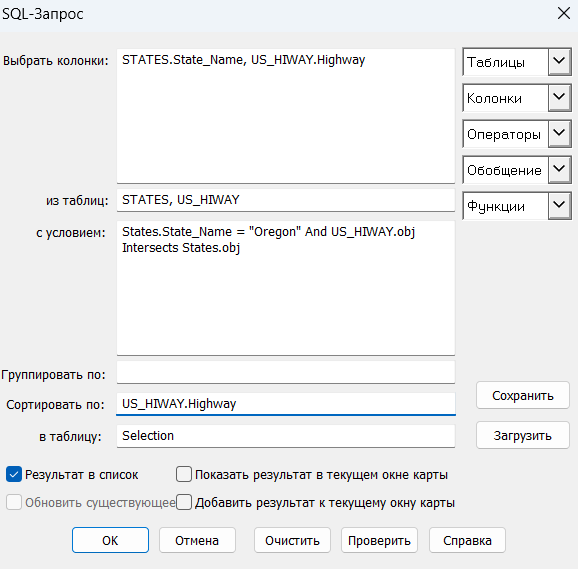 SQL-Запрос
Выбрать колонки:
STATES.State_Name, US_HIWAY.Highway
Таблицы
Колонки
Операторы
Обобщение
Функции
из таблиц:
STATES, US_HIWAY
с условием:
States.State_Name = "Oregon" And US_HIWAY.obj
Intersects States.obj
Группировать по:
Сортировать по:
US_HIWAY.Highway
в таблицу:
Selection
Сохранить
Загрузить
Результат в список
Показать результат в текущем окне карты
Обновить существующее
Добавить результат к текущему окну карты
ОК
Отмена
Очистить
Проверить
Справка